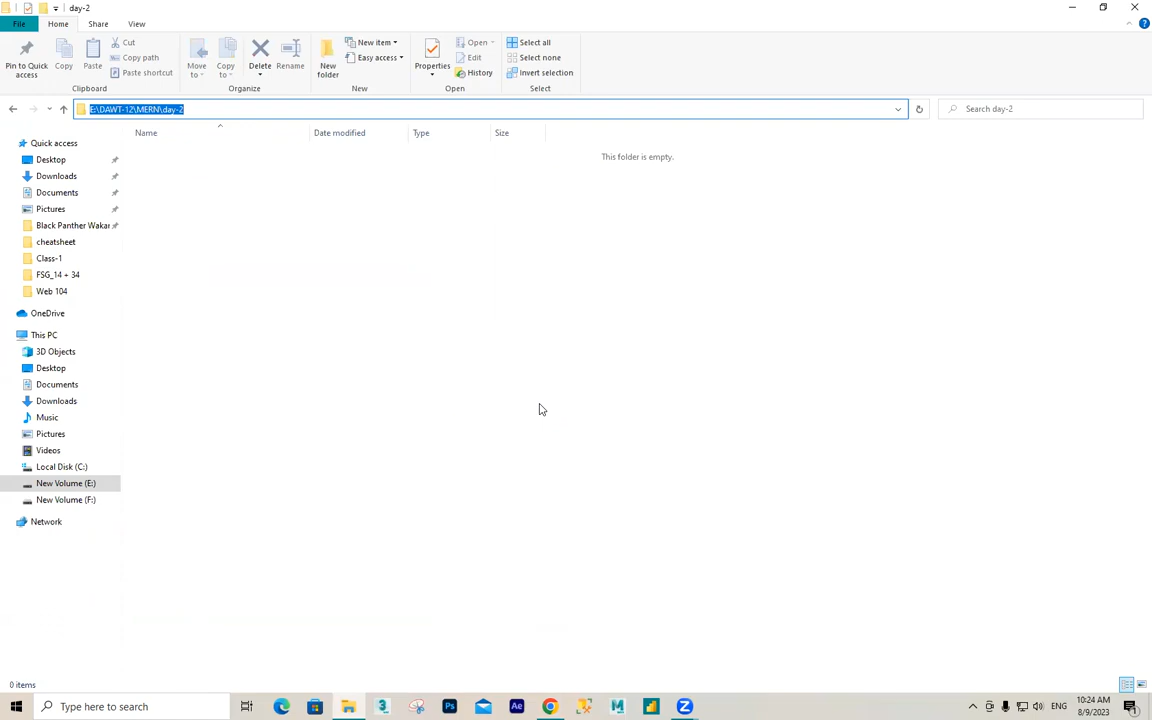 day-2
File Home Share View
Pin to Quick access
Copy
Paste
Cut
Copy path
Paste shortcut
Clipboard
Move to
Copy to
Delete
Rename
Organize
New folder
New item
Easy access
New
Properties
Open
Edit
History
Open
Select all
Select none
Invert selection
Select
E:\DAWT-12\MERN\day-2
Search day-2
Name Date modified Type Size
This folder is empty.
Quick access
Desktop
Downloads
Documents
Pictures
Black Panther Wakar
cheatsheet
Class-1
FSG_14 + 34
Web 104
OneDrive
This PC
3D Objects
Desktop
Documents
Downloads
Music
Pictures
Videos
Local Disk (C:)
New Volume (E:)
New Volume (F:)
Network
0 items
Type here to search
3
Ps
Ae
M
Z
ENG
10:24 AM
8/9/2023
1